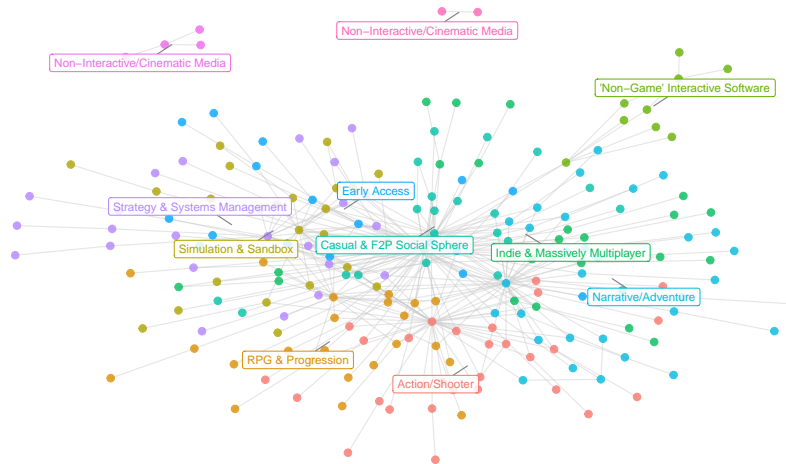 Non−Interactive/Cinematic Media
Non−Interactive/Cinematic Media
'Non−Game' Interactive Software
Early Access
Strategy & Systems Management
Simulation & Sandbox
Casual & F2P Social Sphere
Indie & Massively Multiplayer
Narrative/Adventure
RPG & Progression
Action/Shooter